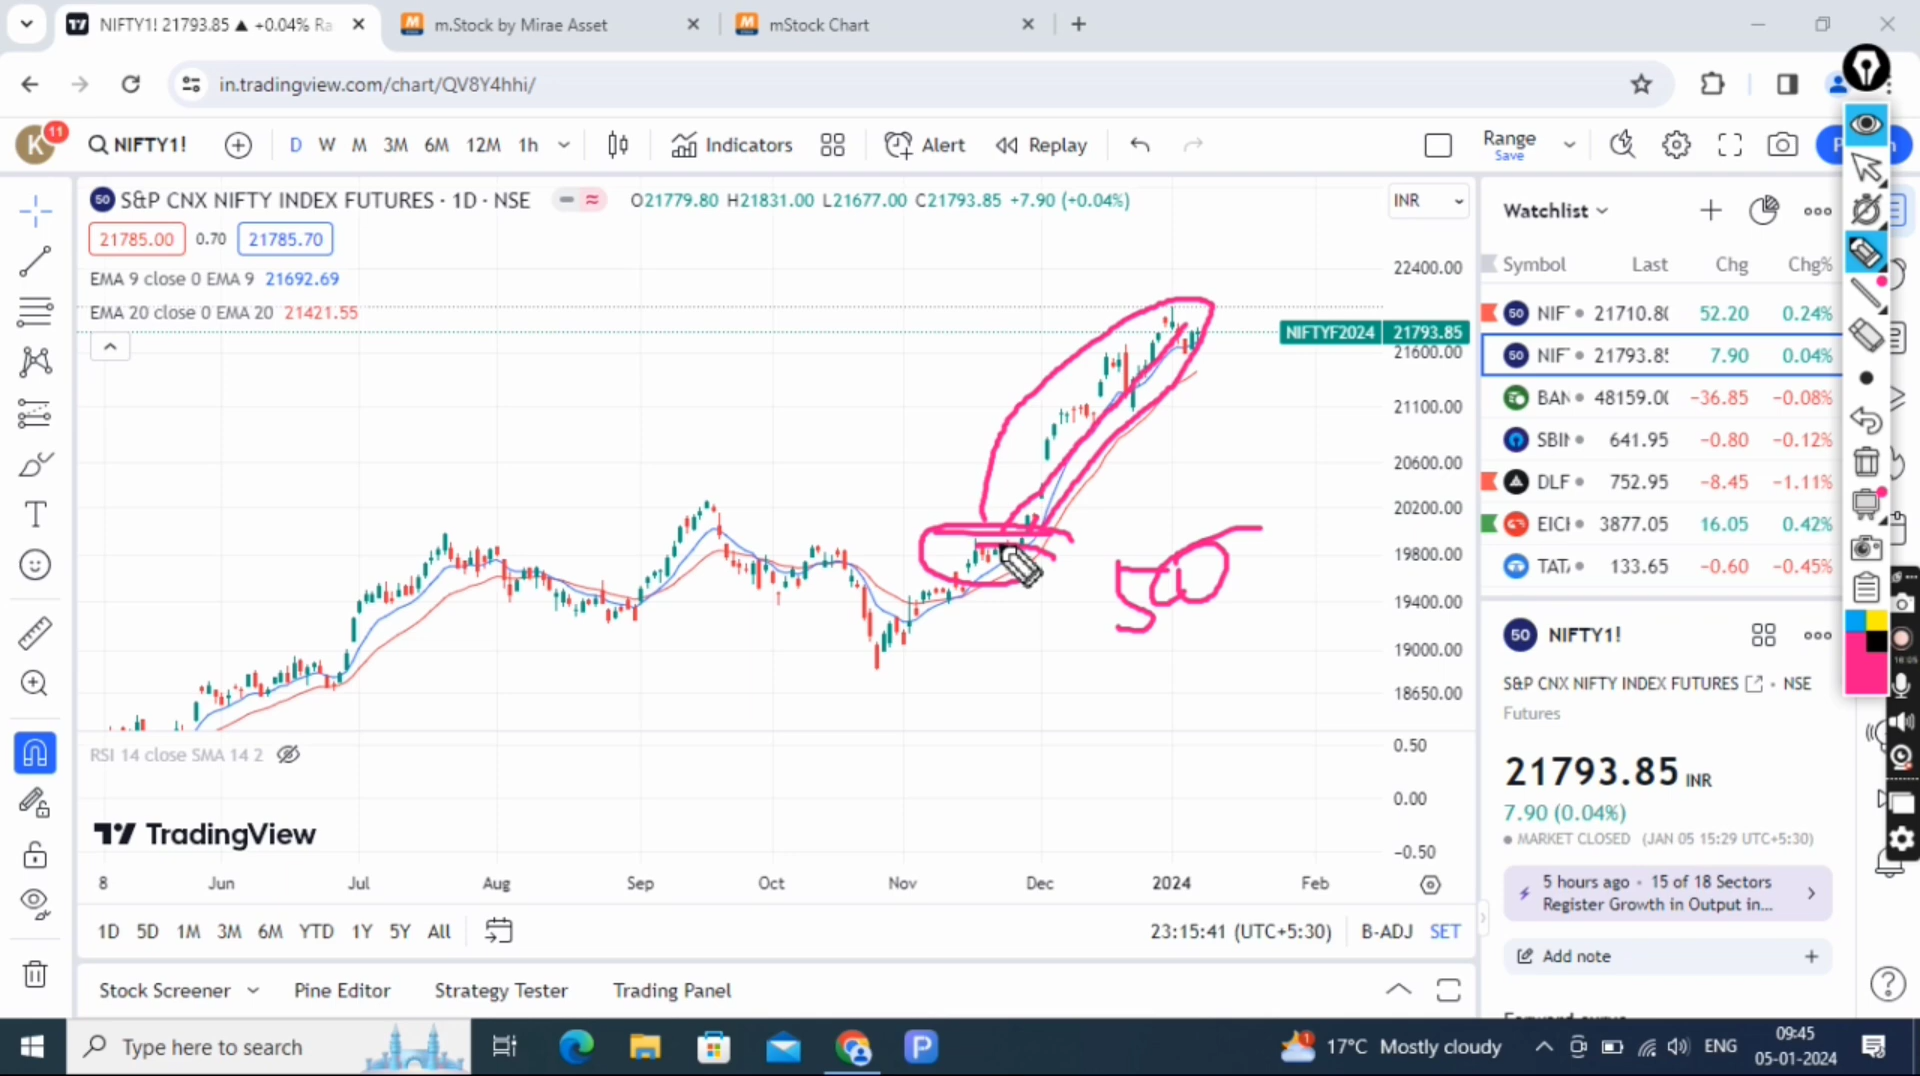 NIFTY1! 21793.85 ▲ +0.04% Ra
m.Stock by Mirae Asset
mStock Chart
in.tradingview.com/chart/QV8Y4hhi/
K 11
NIFTY1!
D W M 3M 6M 12M 1h
Indicators
Alert
Replay
Range
Save
50 S&P CNX NIFTY INDEX FUTURES · 1D · NSE
O21779.80 H21831.00 L21677.00 C21793.85 +7.90 (+0.04%)
INR
21785.00 0.70 21785.70
EMA 9 close 0 EMA 9 21692.69
EMA 20 close 0 EMA 20 21421.55
22400.00
NIFTYF2024 21793.85
21600.00
21100.00
20600.00
20200.00
19800.00
19400.00
19000.00
18650.00
500
RSI 14 close SMA 14 2
0.50
0.00
−0.50
TradingView
8 Jun Jul Aug Sep Oct Nov Dec 2024 Feb
1D 5D 1M 3M 6M YTD 1Y 5Y All
23:15:41 (UTC+5:30) B-ADJ SET
Stock Screener
Pine Editor
Strategy Tester
Trading Panel
Watchlist
Symbol Last Chg Chg%
50 NIF 21710.80 52.20 0.24%
50 NIF 21793.85 7.90 0.04%
BAN 48159.00 −36.85 −0.08%
SBIN 641.95 −0.80 −0.12%
DLF 752.95 −8.45 −1.11%
EICH 3877.05 16.05 0.42%
TATA 133.65 −0.60 −0.45%
50 NIFTY1!
S&P CNX NIFTY INDEX FUTURES · NSE
Futures
21793.85 INR
7.90 (0.04%)
MARKET CLOSED (JAN 05 15:29 UTC+5:30)
5 hours ago · 15 of 18 Sectors
Register Growth in Output in...
Add note
Type here to search
17°C Mostly cloudy
ENG
09:45
05-01-2024